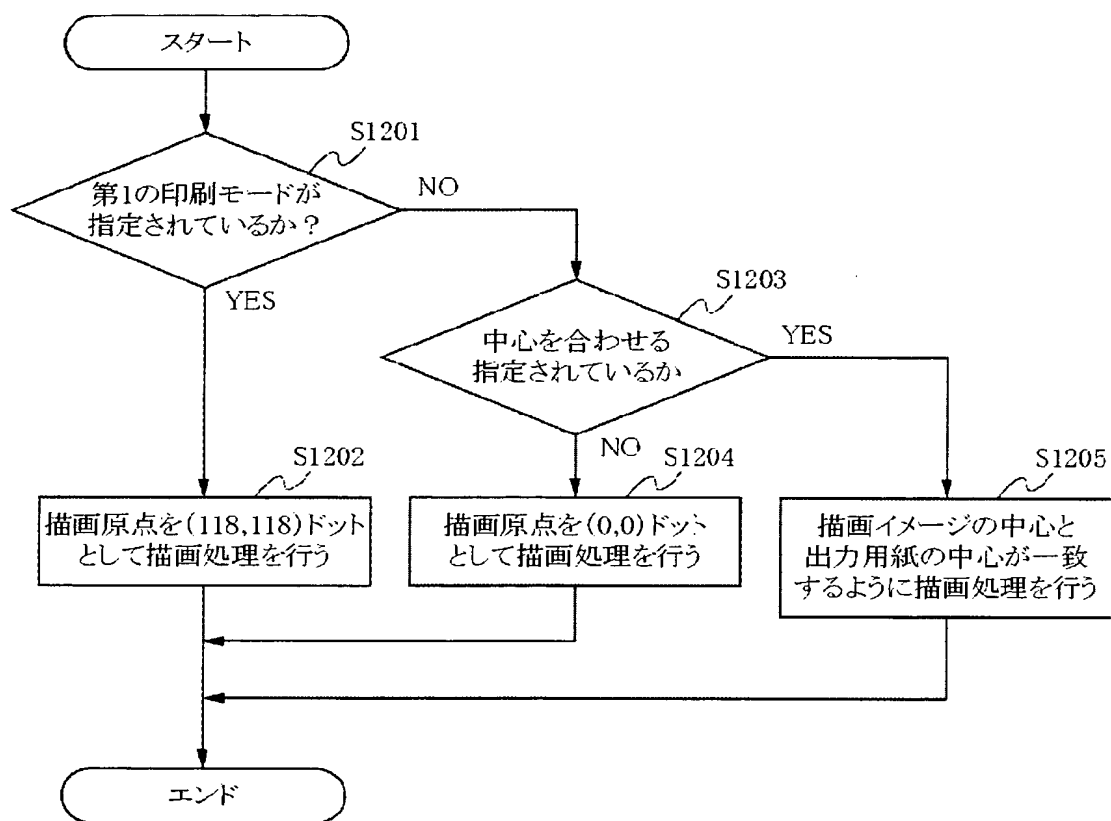 スタート
S1201
第1の印刷モードが
指定されているか？
NO
YES
S1203
中心を合わせる
指定されているか
YES
NO
S1202
描画原点を(118,118)ドット
として描画処理を行う
S1204
描画原点を(0,0)ドット
として描画処理を行う
S1205
描画イメージの中心と
出力用紙の中心が一致
するように描画処理を行う
エンド